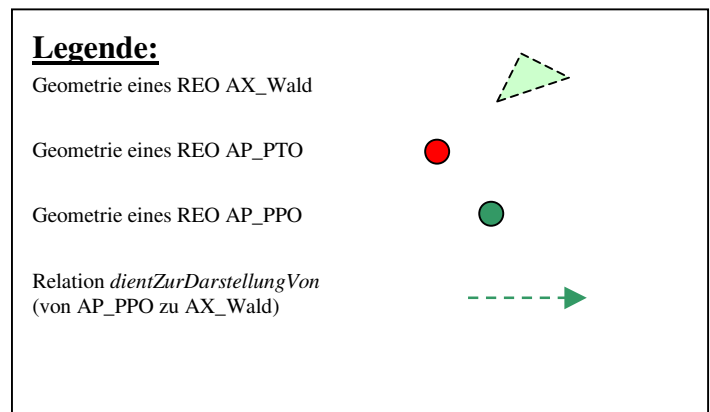 Legende:
Geometrie eines REO AX_Wald
Geometrie eines REO AP_PTO
Geometrie eines REO AP_PPO
Relation dientZurDarstellungVon
(von AP_PPO zu AX_Wald)